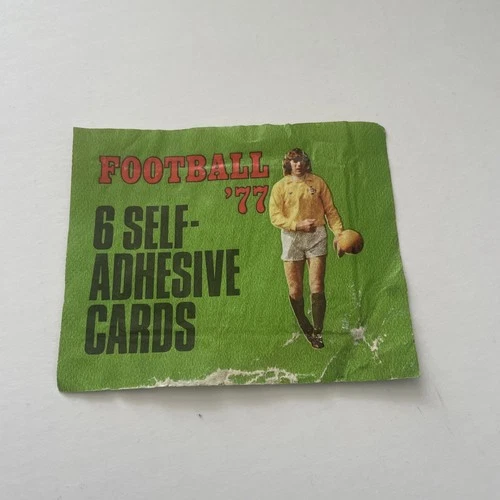 FOOTBALL
'77
6 SELF-
ADHESIVE
CARDS